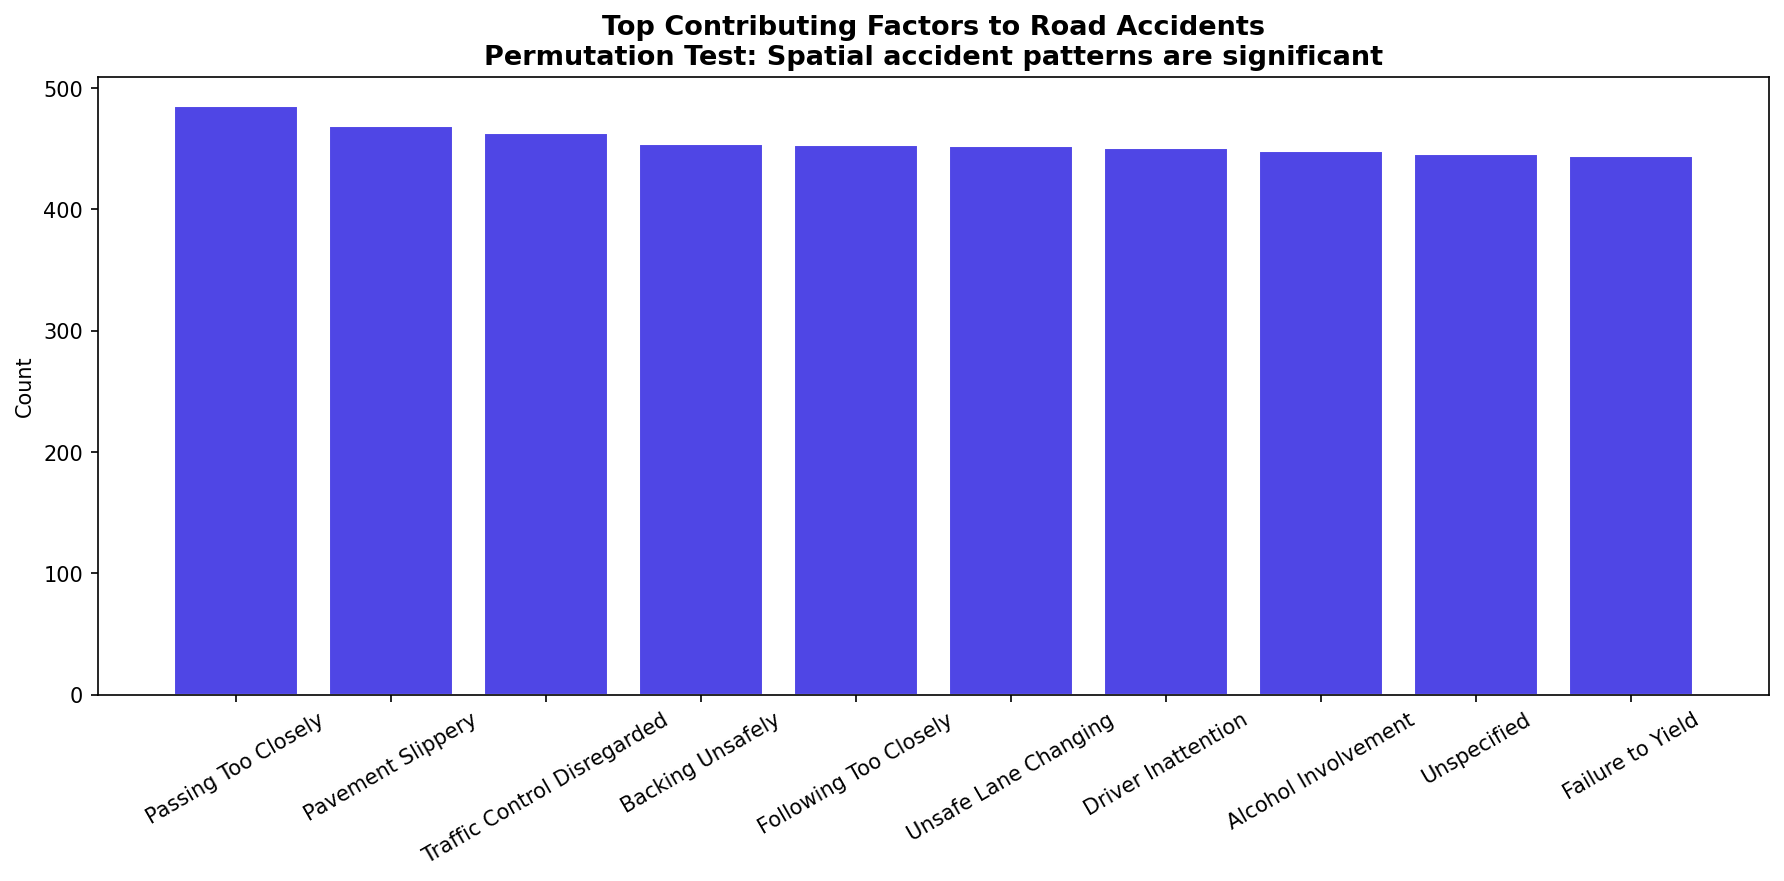 Top Contributing Factors to Road Accidents
Permutation Test: Spatial accident patterns are significant
500
400
300
200
100
0
Count
Passing Too Closely
Pavement Slippery
Traffic Control Disregarded
Backing Unsafely
Following Too Closely
Unsafe Lane Changing
Driver Inattention
Alcohol Involvement
Unspecified
Failure to Yield